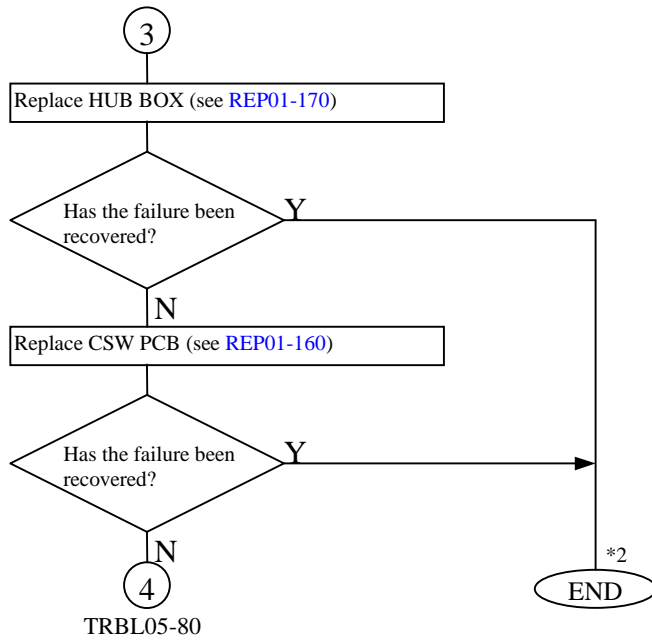 3
Replace HUB BOX (see REP01-170)
Has the failure been
recovered?
Y
N
Replace CSW PCB (see REP01-160)
Has the failure been
recovered?
Y
N
4
TRBL05-80
*2
END